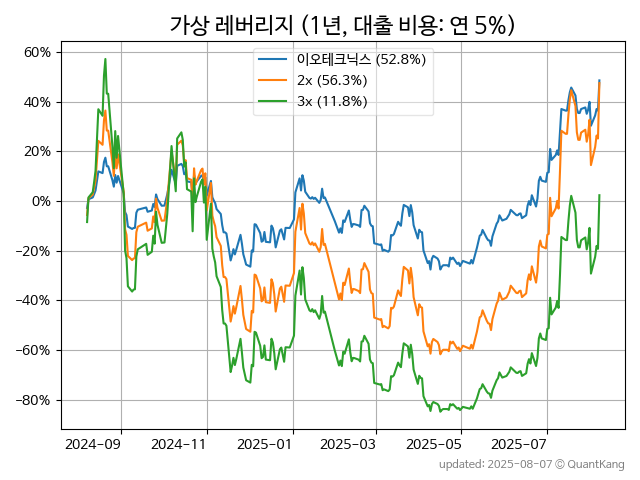 가상 레버리지 (1년, 대출 비용: 연 5%)
이오테크닉스 (52.8%)
2x (56.3%)
3x (11.8%)
60%
40%
20%
0%
−20%
−40%
−60%
−80%
2024-09
2024-11
2025-01
2025-03
2025-05
2025-07
updated: 2025-08-07 © QuantKang